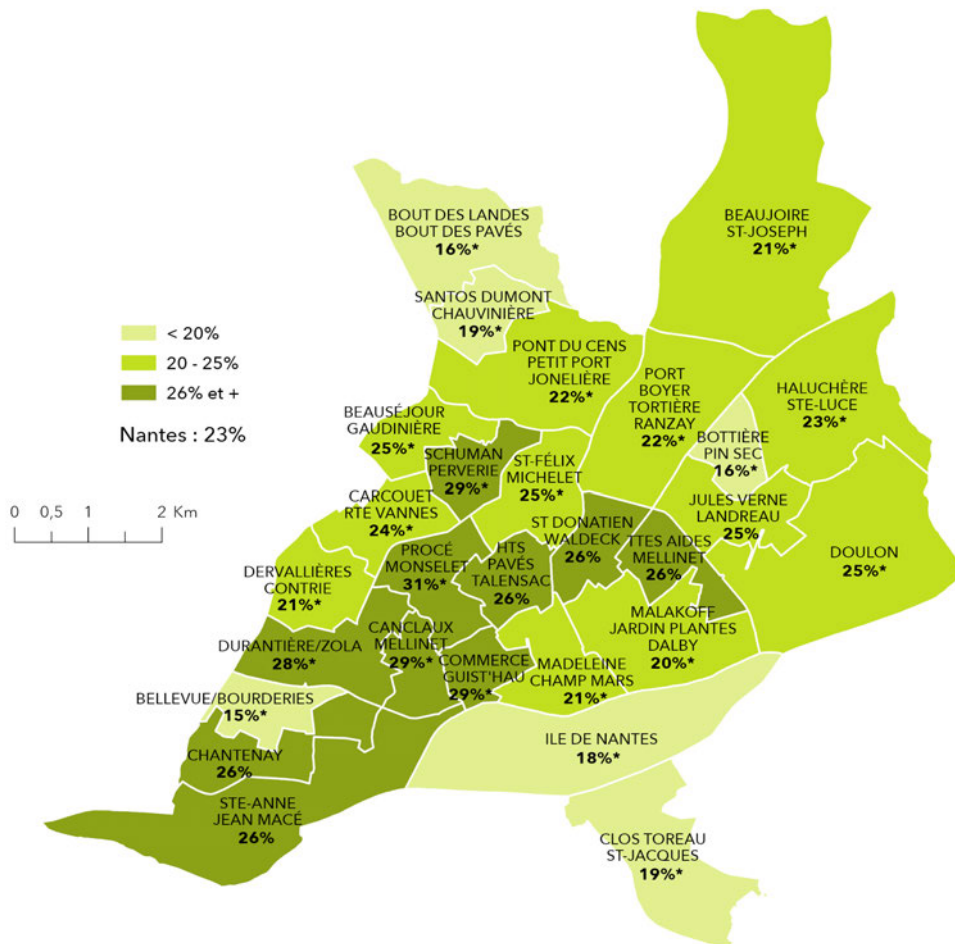 BEAUJOIRE
ST-JOSEPH
21%*
BOUT DES LANDES
BOUT DES PAVÉS
16%*
SANTOS DUMONT
CHAUVINIÈRE
19%*
< 20%
20 - 25%
26% et +
Nantes : 23%
PONT DU CENS
PETIT PORT
JONELIÈRE
22%*
PORT
BOYER
TORTIÈRE
RANZAY
22%*
HALUCHÈRE
STE-LUCE
23%*
BEAUSÉJOUR
GAUDINIÈRE
25%*
SCHUMAN
PERVERIE
29%*
ST-FÉLIX
MICHELET
25%*
BOTTIÈRE
PIN SEC
16%*
0 0,5 1 2 Km
CARCOUET
RTE VANNES
24%*
JULES VERNE
LANDREAU
25%
ST DONATIEN
WALDECK
26%
TTES AIDES
MELLINET
26%
DOULON
25%*
PROCÉ
MONSELET
31%*
HTS
PAVÉS
TALENSAC
26%
DERVALLIÈRES
CONTRIE
21%*
MALAKOFF
JARDIN PLANTES
DALBY
20%*
DURANTIÈRE/ZOLA
28%*
CANCLAUX
MELLINET
29%*
COMMERCE
GUIST'HAU
29%*
MADELEINE
CHAMP MARS
21%*
BELLEVUE/BOURDERIES
15%*
ILE DE NANTES
18%*
CHANTENAY
26%
STE-ANNE
JEAN MACÉ
26%
CLOS TOREAU
ST-JACQUES
19%*